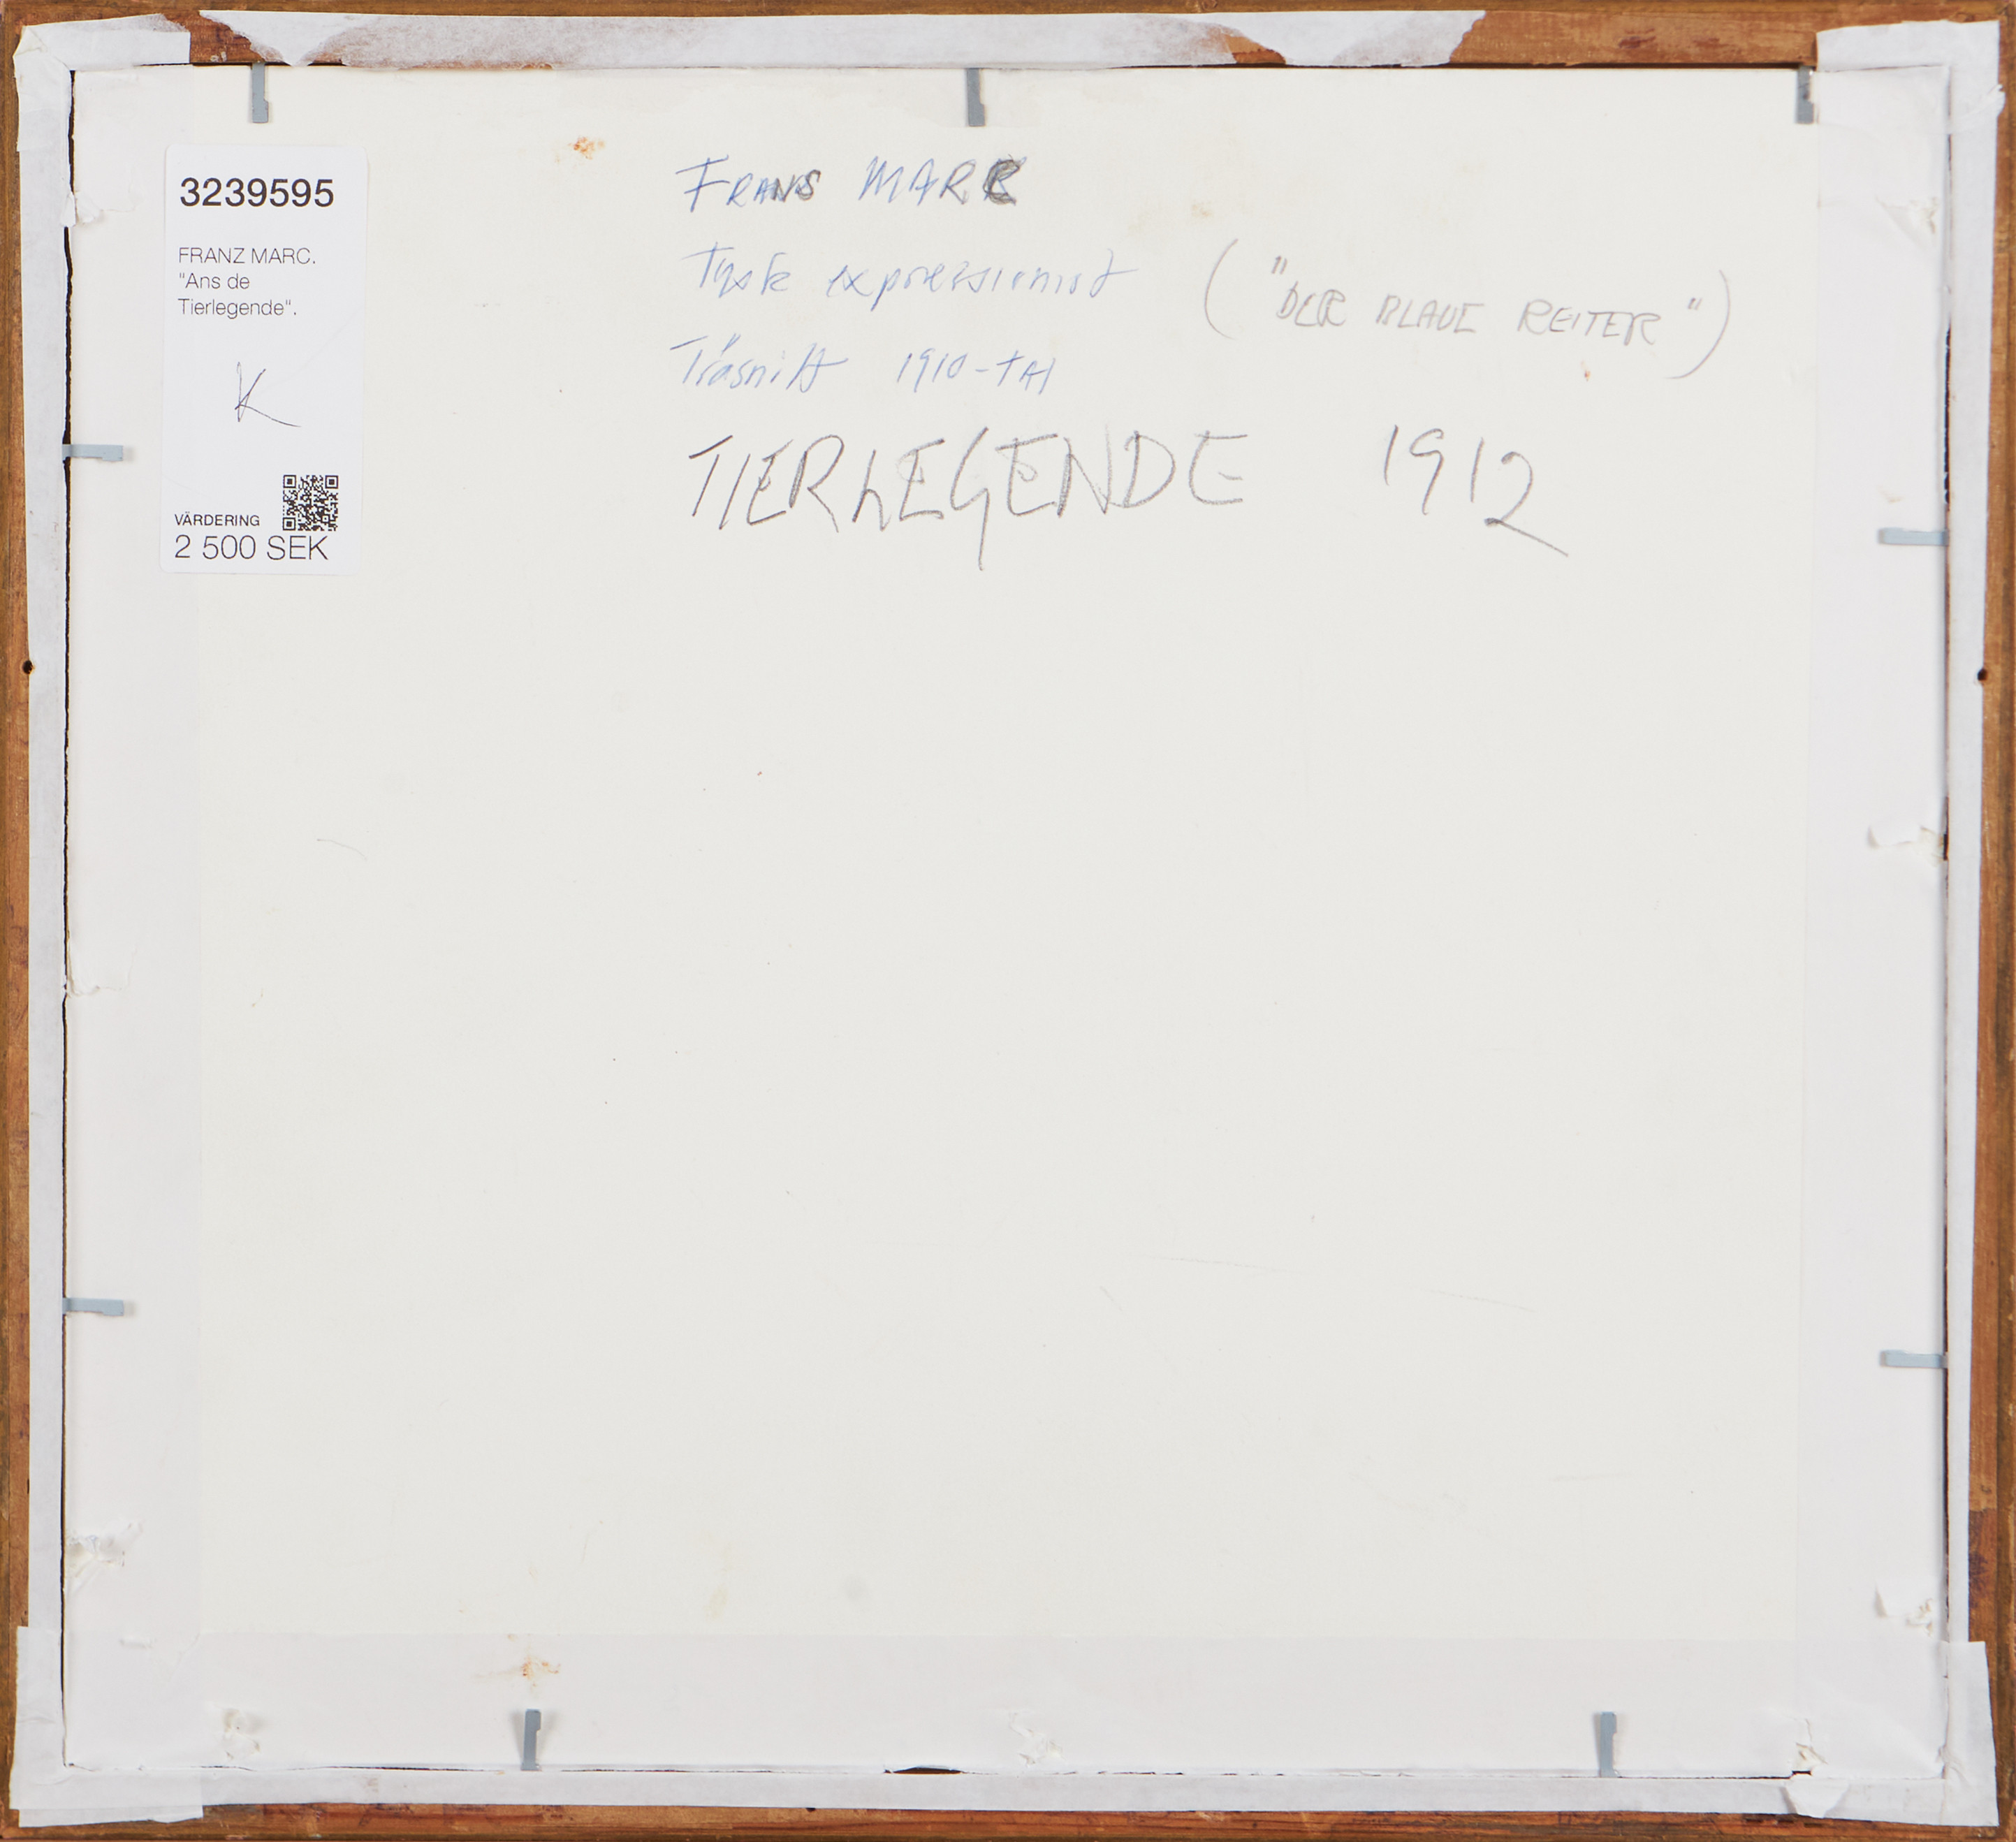 3239595
FRANZ MARC.
"Ans de
Tierlegende".
K
VÄRDERING
2 500 SEK
FRANS MARC
Tysk expressionist
("DER BLAUE REITER")
Träsnitt 1910-tal
TIERLEGENDE 1912